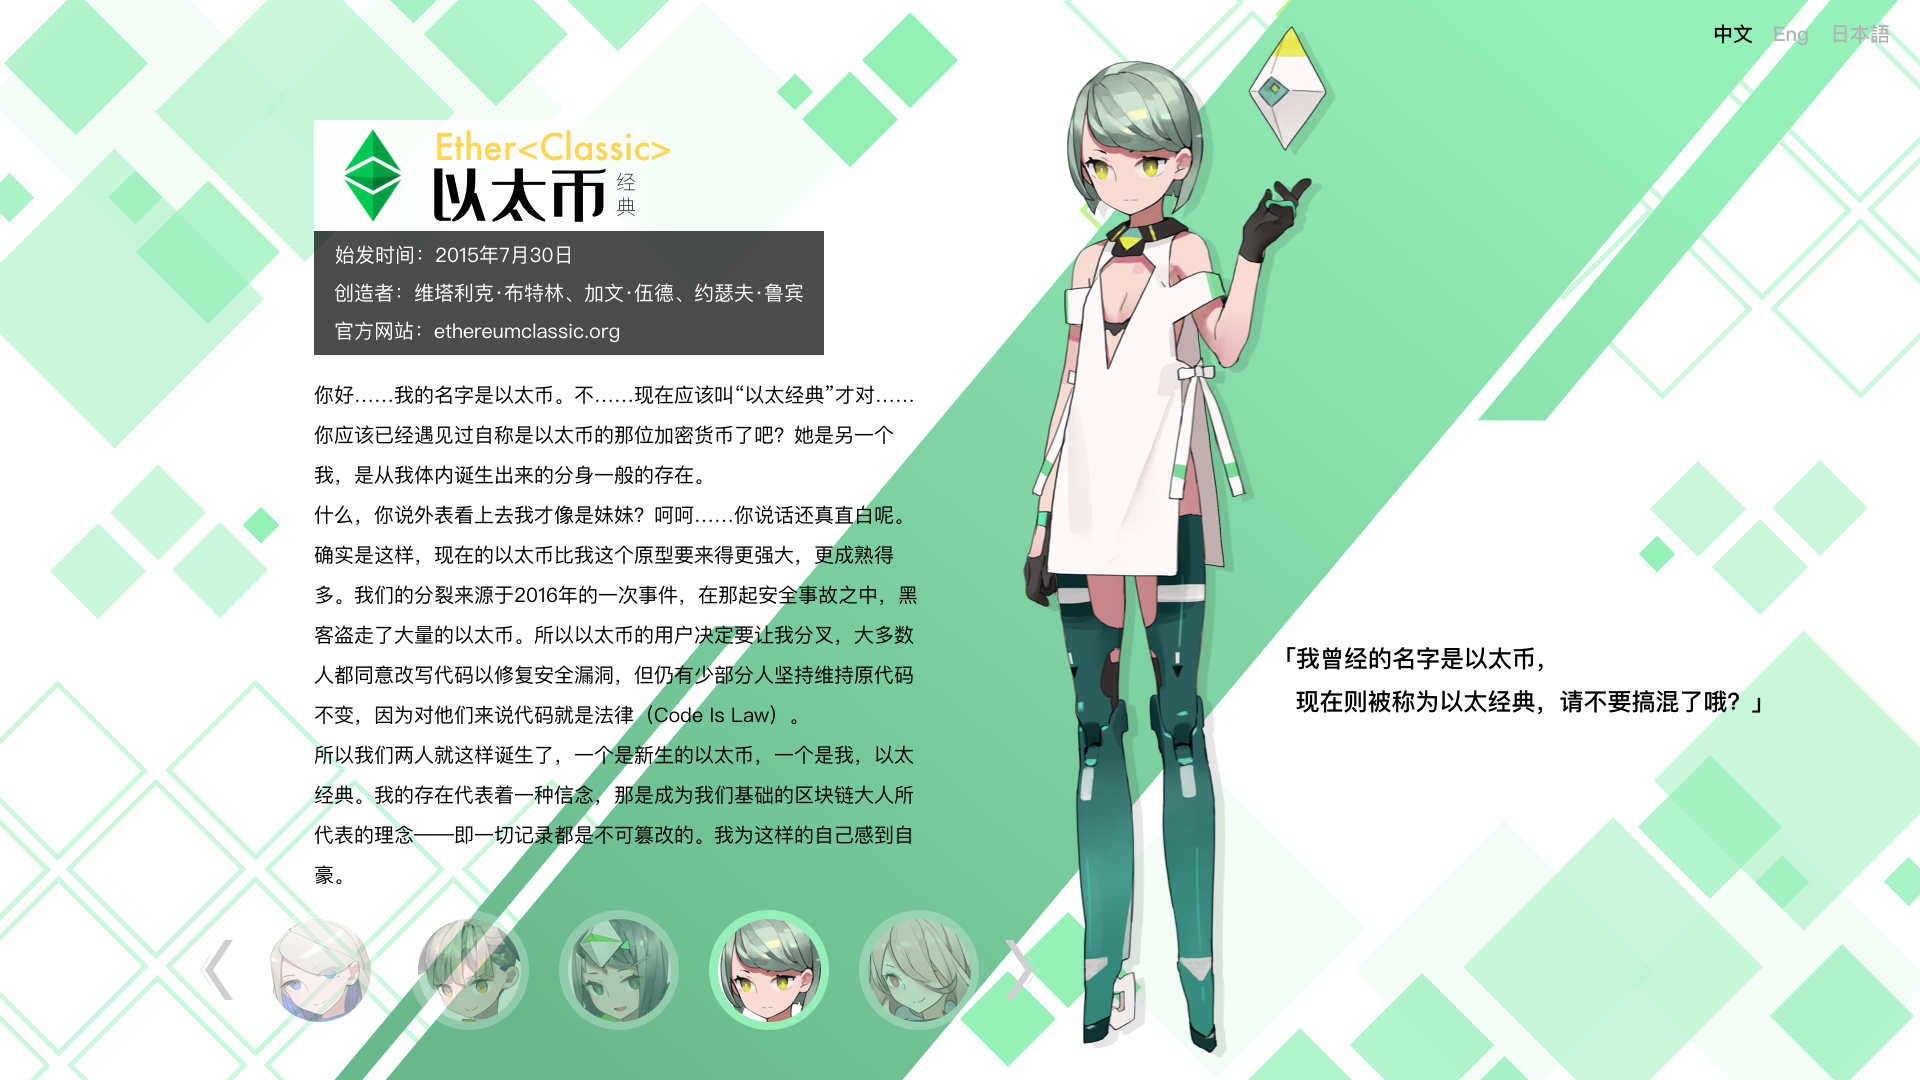 中文 Eng 日本語
Ether<Classic>
以太币 经典
始发时间：2015年7月30日
创造者：维塔利克·布特林、加文·伍德、约瑟夫·鲁宾
官方网站：ethereumclassic.org
你好……我的名字是以太币。不……现在应该叫“以太经典”才对……
你应该已经遇见过自称是以太币的那位加密货币了吧？她是另一个
我，是从我体内诞生出来的分身一般的存在。
什么，你说外表看上去我才像是妹妹？呵呵……你说话还真直白呢。
确实是这样，现在的以太币比我这个原型要来得更强大，更成熟得
多。我们的分裂来源于2016年的一次事件，在那起安全事故之中，黑
客盗走了大量的以太币。所以以太币的用户决定要让我分叉，大多数
人都同意改写代码以修复安全漏洞，但仍有少部分人坚持维持原代码
不变，因为对他们来说代码就是法律（Code Is Law）。
所以我们两人就这样诞生了，一个是新生的以太币，一个是我，以太
经典。我的存在代表着一种信念，那是成为我们基础的区块链大人所
代表的理念——即一切记录都是不可篡改的。我为这样的自己感到自
豪。
「我曾经的名字是以太币，
现在则被称为以太经典，请不要搞混了哦？」